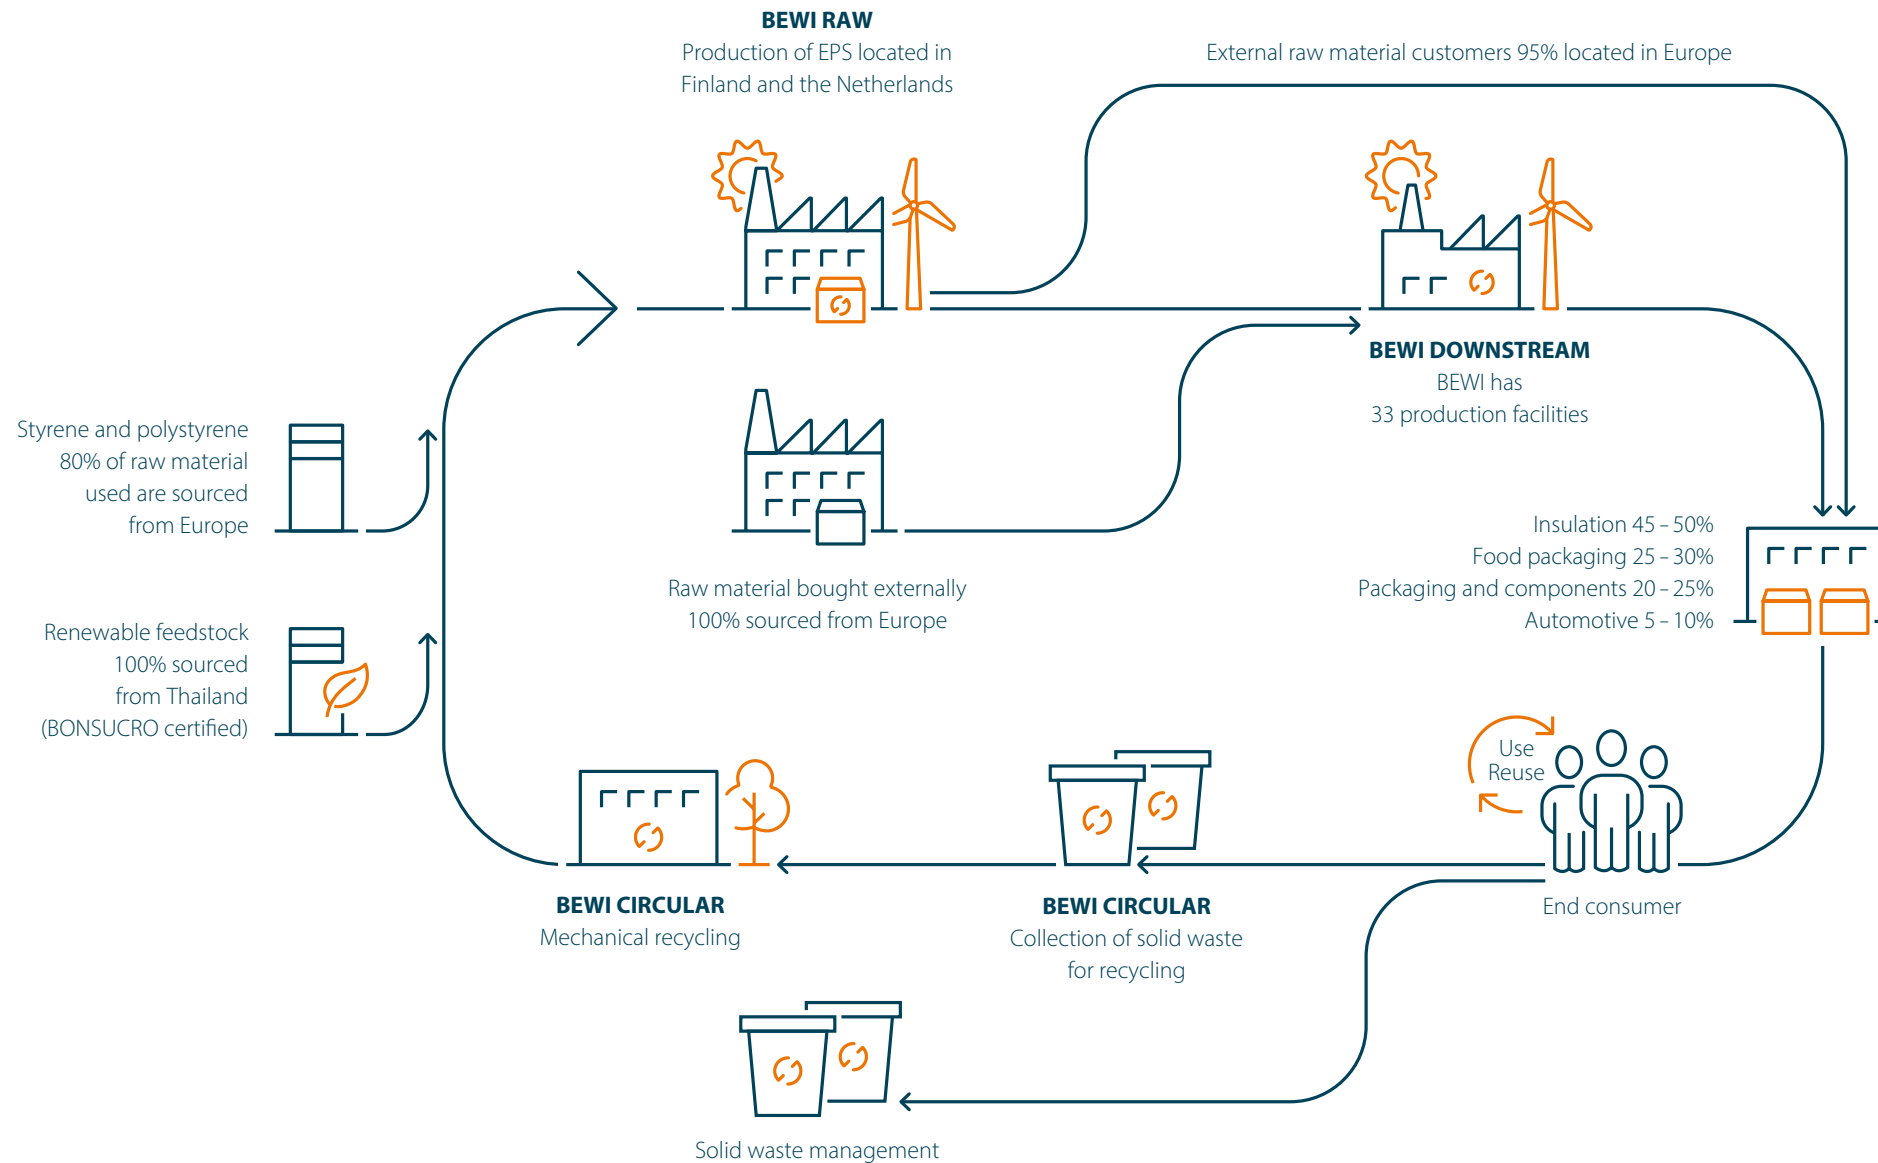 BEWI RAW
Production of EPS located in
Finland and the Netherlands
External raw material customers 95% located in Europe
BEWI DOWNSTREAM
BEWI has
33 production facilities
Styrene and polystyrene
80% of raw material
used are sourced
from Europe
Raw material bought externally
100% sourced from Europe
Insulation 45 – 50%
Food packaging 25 – 30%
Packaging and components 20 – 25%
Automotive 5 – 10%
Renewable feedstock
100% sourced
from Thailand
(BONSUCRO certified)
Use
Reuse
End consumer
BEWI CIRCULAR
Mechanical recycling
BEWI CIRCULAR
Collection of solid waste
for recycling
Solid waste management